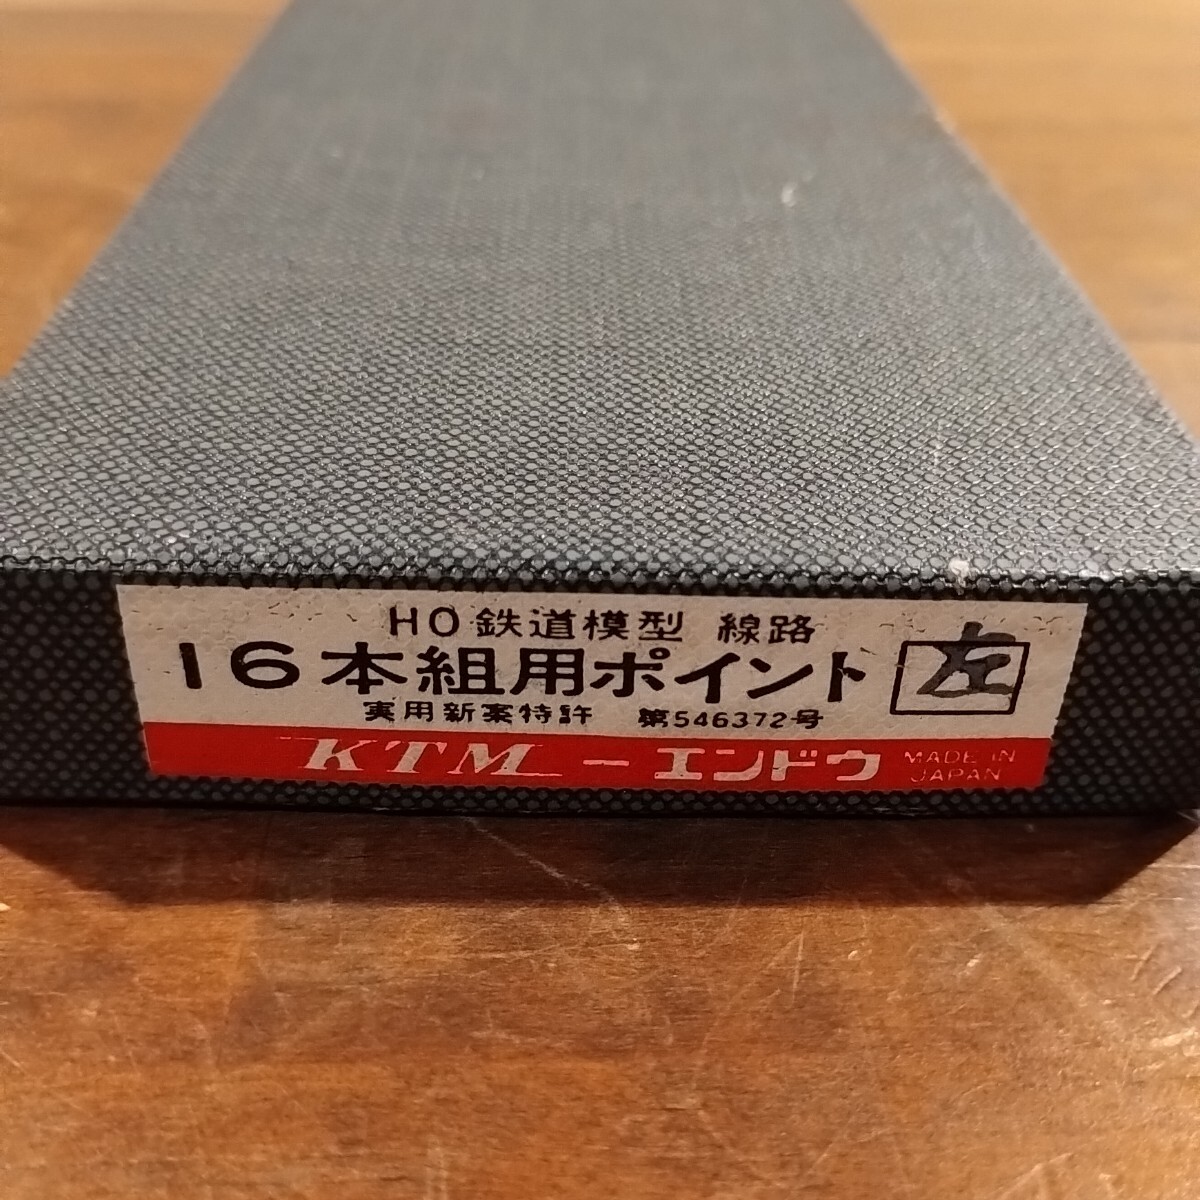 HO鉄道模型 線路
16本組用ポイント 左
実用新案特許 第546372号
KTM-エンドウ MADE IN JAPAN